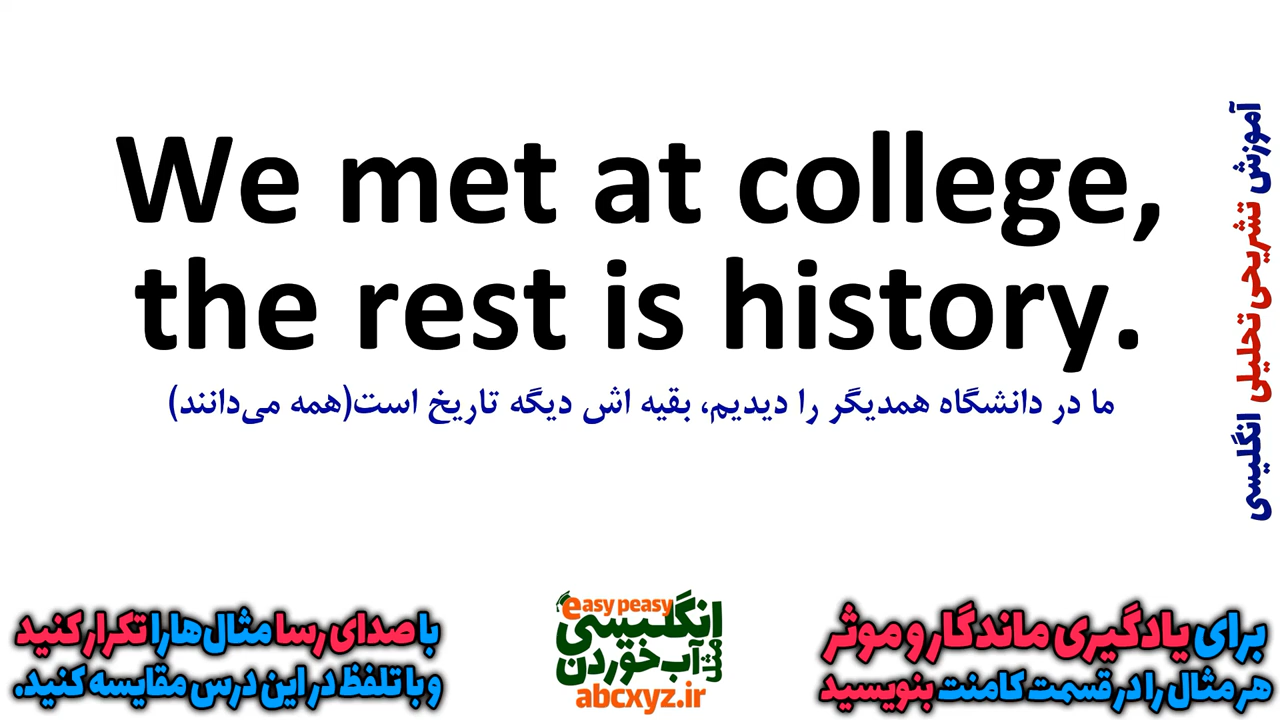 We met at college,
the rest is history.
ما در دانشگاه همدیگر را دیدیم، بقیه اش دیگه تاریخ است(همه می‌دانند)
آموزش تشریحی تحلیلی انگلیسی
برای یادگیری ماندگار و موثر
هر مثال را در قسمت کامنت بنویسید
easy peasy
انگلیسی
مثل آب خوردن
abcxyz.ir
با صدای رسا مثال‌ها را تکرار کنید
و با تلفظ در این درس مقایسه کنید.